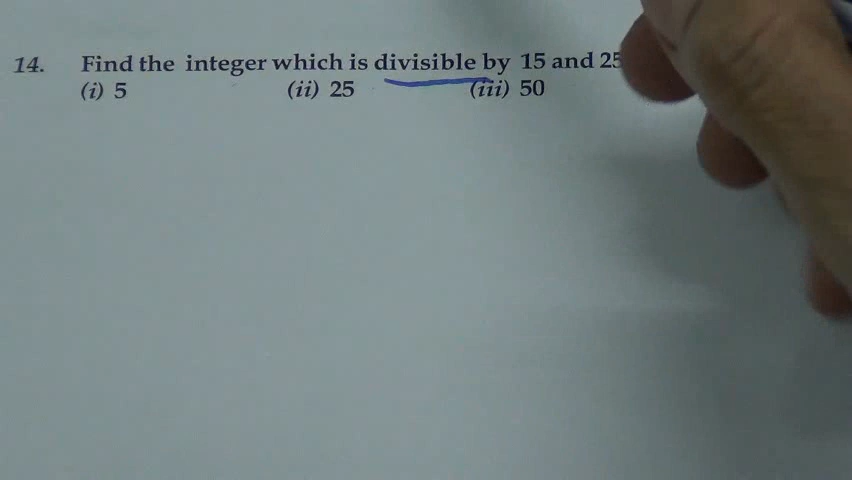 14. Find the integer which is divisible by 15 and 25
(i) 5 (ii) 25 (iii) 50